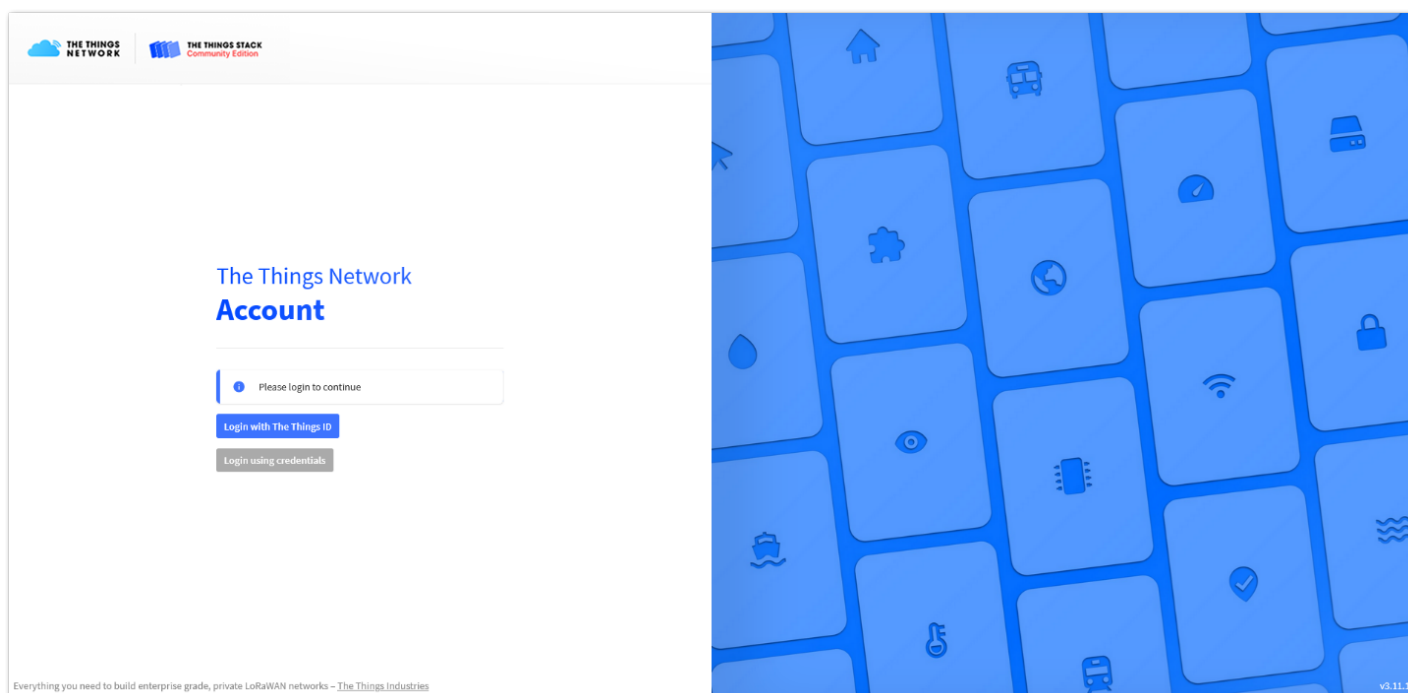 THE THINGS
NETWORK
THE THINGS STACK
Community Edition
The Things Network
Account
Please login to continue
Login with The Things ID
Login using credentials
Everything you need to build enterprise grade, private LoRaWAN networks – The Things Industries